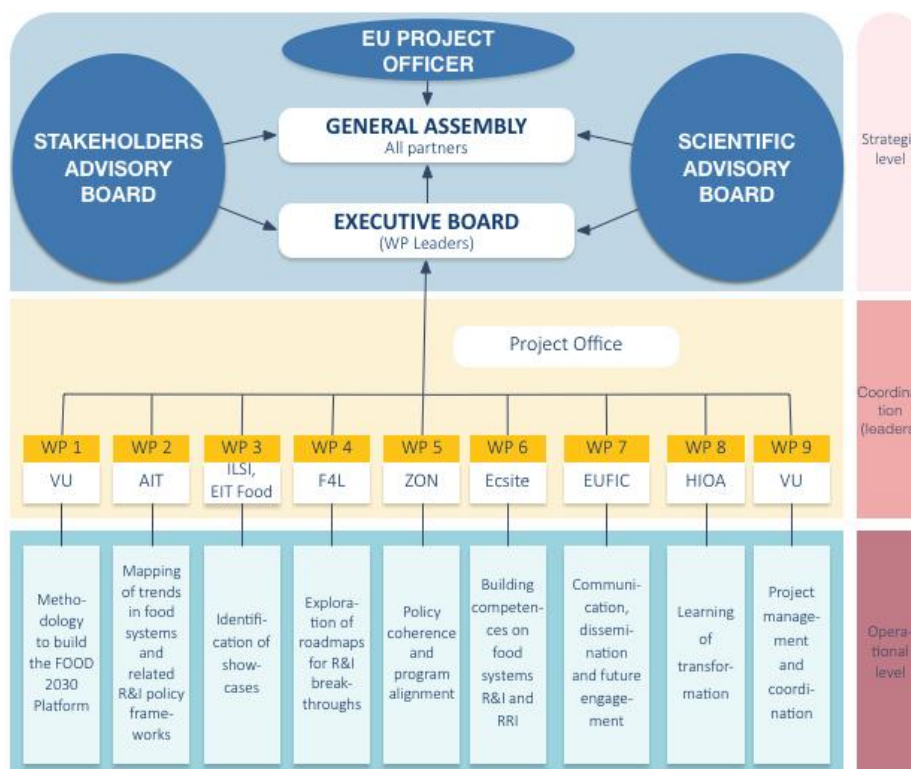 EU PROJECT
OFFICER
STAKEHOLDERS
ADVISORY
BOARD
GENERAL ASSEMBLY
All partners
SCIENTIFIC
ADVISORY
BOARD
EXECUTIVE BOARD
(WP Leaders)
Strategi
level
Project Office
Coordina
tion
(leaders
WP 1
VU
WP 2
AIT
WP 3
ILSI,
EIT Food
WP 4
F4L
WP 5
ZON
WP 6
Ecsite
WP 7
EUFIC
WP 8
HIOA
WP 9
VU
Metho-
dology
to build
the FOOD
2030
Platform
Mapping
of trends
in food
systems
and
related
R&I policy
frame-
works
Identifi-
cation of
show-
cases
Explora-
tion of
roadmaps
for R&I
break-
throughs
Policy
coherence
and
program
alignment
Building
competen-
ces on
food
systems
R&I and
RRI
Communi-
cation,
dissemi-
nation
and future
engage-
ment
Learning
of
transfor-
mation
Project
manage-
ment
and
coordi-
nation
Opera-
tional
level